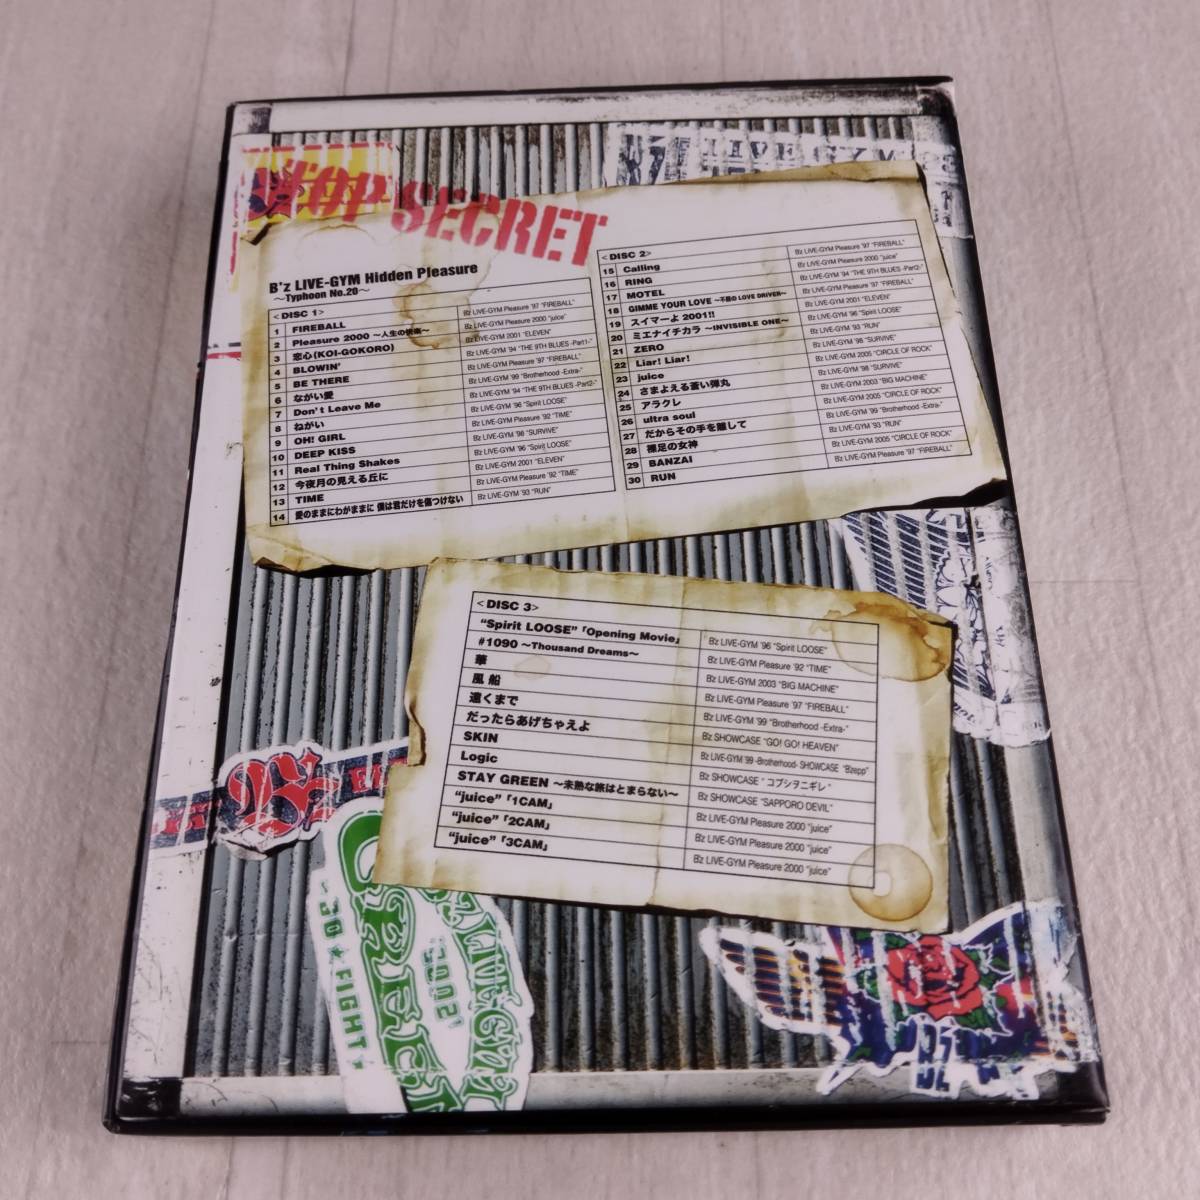 TOP SECRET
LIVE GYM
B'z LIVE-GYM Hidden Pleasure
～Typhoon No.20～
＜DISC 1＞
1 FIREBALL B'z LIVE-GYM Pleasure '97 "FIREBALL"
2 Pleasure 2000 ～人生の快楽～ B'z LIVE-GYM Pleasure 2000 "juice"
3 恋心(KOI-GOKORO) B'z LIVE-GYM 2001 "ELEVEN"
4 BLOWIN' B'z LIVE-GYM '94 "THE 9TH BLUES -Part1-"
5 BE THERE B'z LIVE-GYM Pleasure '97 "FIREBALL"
6 ながい愛 B'z LIVE-GYM '99 "Brotherhood -Extra-"
7 Don't Leave Me B'z LIVE-GYM '94 "THE 9TH BLUES -Part2-"
8 ねがい B'z LIVE-GYM '96 "Spirit LOOSE"
9 OH! GIRL B'z LIVE-GYM Pleasure '92 "TIME"
10 DEEP KISS B'z LIVE-GYM '98 "SURVIVE"
11 Real Thing Shakes B'z LIVE-GYM '96 "Spirit LOOSE"
12 今夜月の見える丘に B'z LIVE-GYM 2001 "ELEVEN"
13 TIME B'z LIVE-GYM Pleasure '92 "TIME"
14 愛のままにわがままに 僕は君だけを傷つけない B'z LIVE-GYM '93 "RUN"
＜DISC 2＞
15 Calling B'z LIVE-GYM Pleasure '97 "FIREBALL"
16 RING B'z LIVE-GYM Pleasure 2000 "juice"
17 MOTEL B'z LIVE-GYM '94 "THE 9TH BLUES -Part2-"
18 GIMME YOUR LOVE ～不屈の LOVE DRIVER～ B'z LIVE-GYM Pleasure '97 "FIREBALL"
19 スイマーよ 2001!! B'z LIVE-GYM 2001 "ELEVEN"
20 ミエナイチカラ ～INVISIBLE ONE～ B'z LIVE-GYM '96 "Spirit LOOSE"
21 ZERO B'z LIVE-GYM '93 "RUN"
22 Liar! Liar! B'z LIVE-GYM '98 "SURVIVE"
23 juice B'z LIVE-GYM 2005 "CIRCLE OF ROCK"
24 さまよえる蒼い弾丸 B'z LIVE-GYM '98 "SURVIVE"
25 アラクレ B'z LIVE-GYM 2003 "BIG MACHINE"
26 ultra soul B'z LIVE-GYM 2005 "CIRCLE OF ROCK"
27 だからその手を離して B'z LIVE-GYM '99 "Brotherhood -Extra-"
28 裸足の女神 B'z LIVE-GYM '93 "RUN"
29 BANZAI B'z LIVE-GYM 2005 "CIRCLE OF ROCK"
30 RUN B'z LIVE-GYM Pleasure '97 "FIREBALL"
＜DISC 3＞
"Spirit LOOSE"「Opening Movie」 B'z LIVE-GYM '96 "Spirit LOOSE"
#1090 ～Thousand Dreams～ B'z LIVE-GYM Pleasure '92 "TIME"
華 B'z LIVE-GYM 2003 "BIG MACHINE"
風船 B'z LIVE-GYM Pleasure '97 "FIREBALL"
遠くまで B'z LIVE-GYM '99 "Brotherhood -Extra-"
だったらあげちゃえよ B'z SHOWCASE "GO! GO! HEAVEN"
SKIN B'z LIVE-GYM '99 -Brotherhood- SHOWCASE "B'zepp"
Logic B'z SHOWCASE "コブシヲニギレ"
STAY GREEN ～未熟な旅はとまらない～ B'z SHOWCASE "SAPPORO DEVIL"
"juice"「1CAM」 B'z LIVE-GYM Pleasure 2000 "juice"
"juice"「2CAM」 B'z LIVE-GYM Pleasure 2000 "juice"
"juice"「3CAM」 B'z LIVE-GYM Pleasure 2000 "juice"
GREEN
LIVE-GYM
2002
FIGHT
B'Z